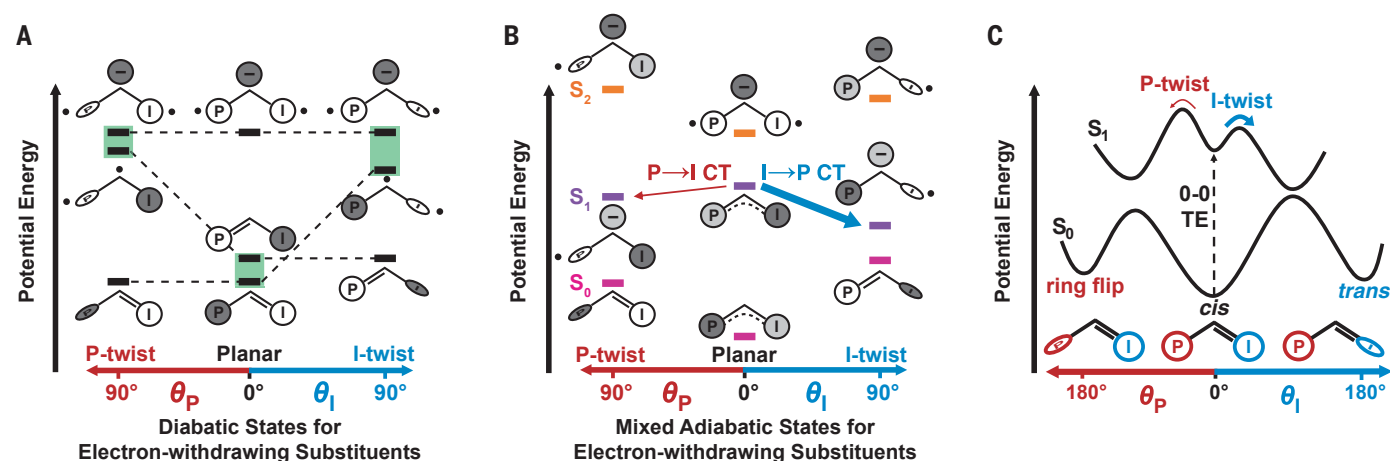 A
Potential Energy
−
−
−
P
I
P
I
P
I
P
I
P
I
P
I
P
I
P
I
P
I
P-twist
Planar
I-twist
90°
θP
0°
θI
90°
Diabatic States for
Electron-withdrawing Substituents
B
Potential Energy
−
P
I
S2
−
P
I
−
P
I
P→I CT
I→P CT
S1
−
P
I
P
I
−
P
I
S0
P
I
P
I
P
I
P-twist
Planar
I-twist
90°
θP
0°
θI
90°
Mixed Adiabatic States for
Electron-withdrawing Substituents
C
Potential Energy
P-twist
I-twist
S1
0-0
TE
S0
ring flip
cis
trans
P
I
P
I
P
I
180°
θP
0°
θI
180°